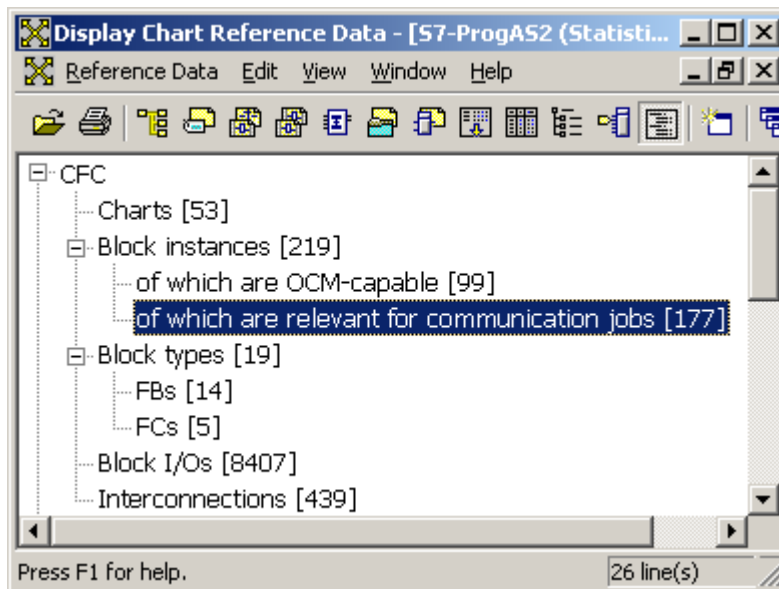 Display Chart Reference Data - [S7-ProgAS2 (Statisti...
Reference Data Edit View Window Help
CFC
Charts [53]
Block instances [219]
of which are OCM-capable [99]
of which are relevant for communication jobs [177]
Block types [19]
FBs [14]
FCs [5]
Block I/Os [8407]
Interconnections [439]
Press F1 for help. 26 line(s)